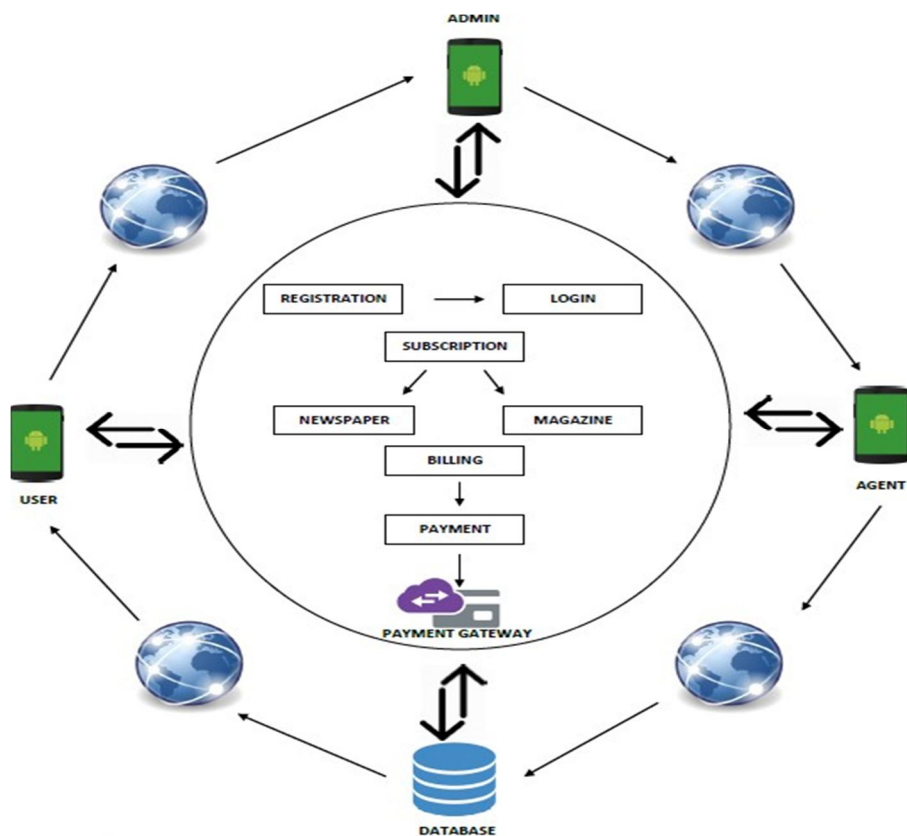 ADMIN
REGISTRATION
LOGIN
SUBSCRIPTION
NEWSPAPER
MAGAZINE
BILLING
USER
AGENT
PAYMENT
PAYMENT GATEWAY
DATABASE